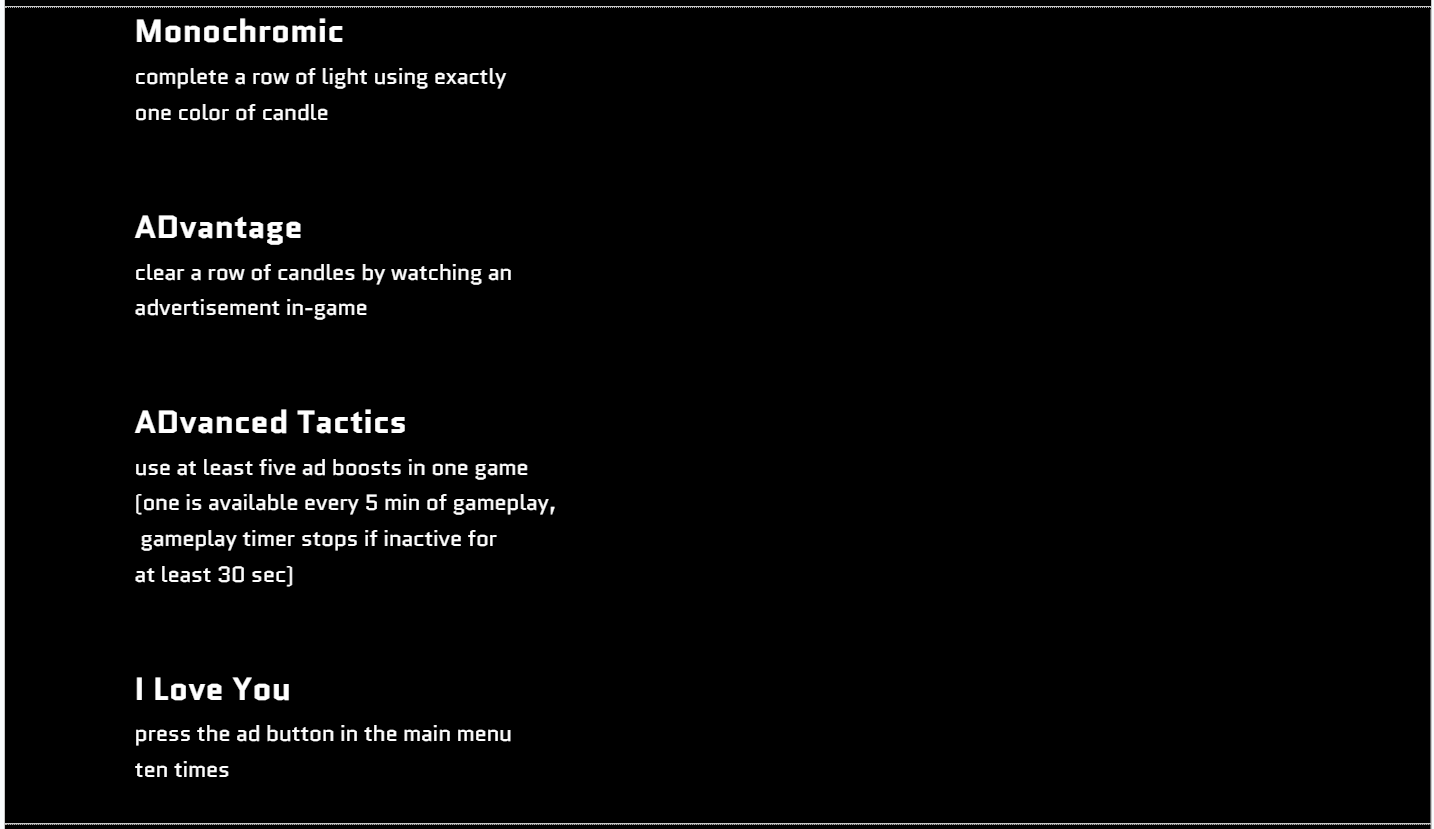 Monochromic
complete a row of light using exactly
one color of candle
ADvantage
clear a row of candles by watching an
advertisement in-game
ADvanced Tactics
use at least five ad boosts in one game
(one is available every 5 min of gameplay,
gameplay timer stops if inactive for
at least 30 sec)
I Love You
press the ad button in the main menu
ten times